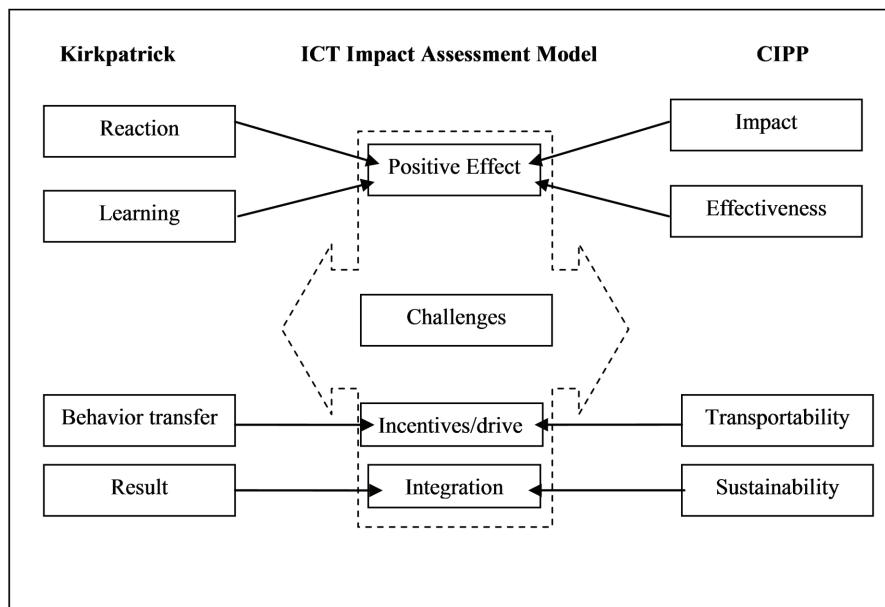 Kirkpatrick ICT Impact Assessment Model CIPP
Reaction
Impact
Positive Effect
Learning
Effectiveness
Challenges
Behavior transfer
Incentives/drive
Transportability
Result
Integration
Sustainability